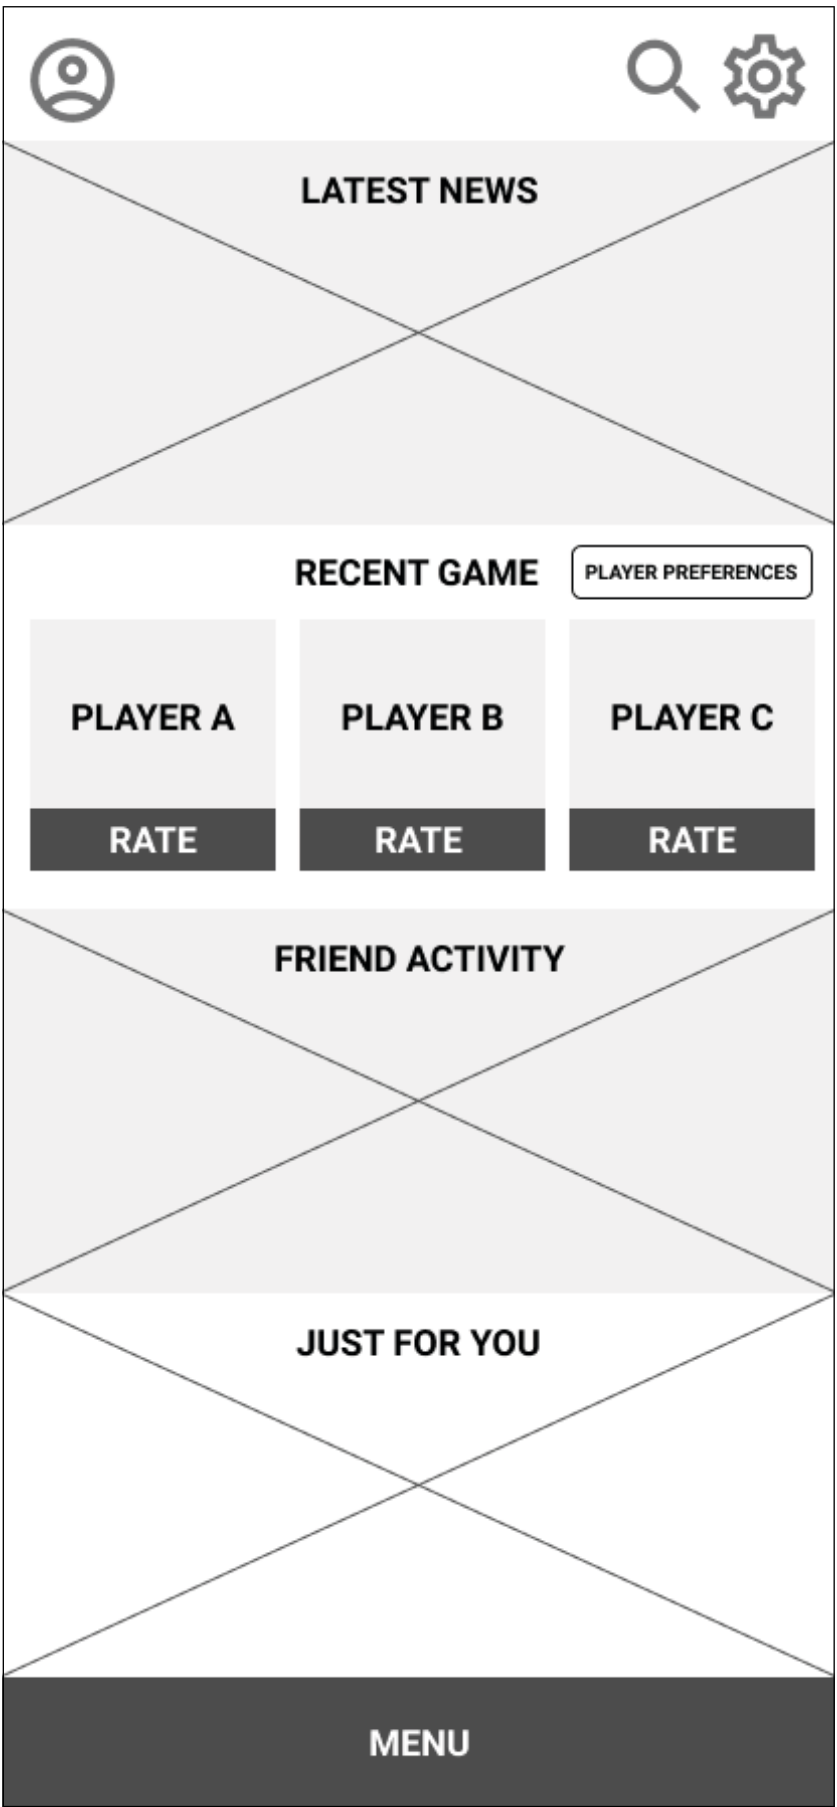 LATEST NEWS
RECENT GAME
PLAYER PREFERENCES
PLAYER A
PLAYER B
PLAYER C
RATE
RATE
RATE
FRIEND ACTIVITY
JUST FOR YOU
MENU